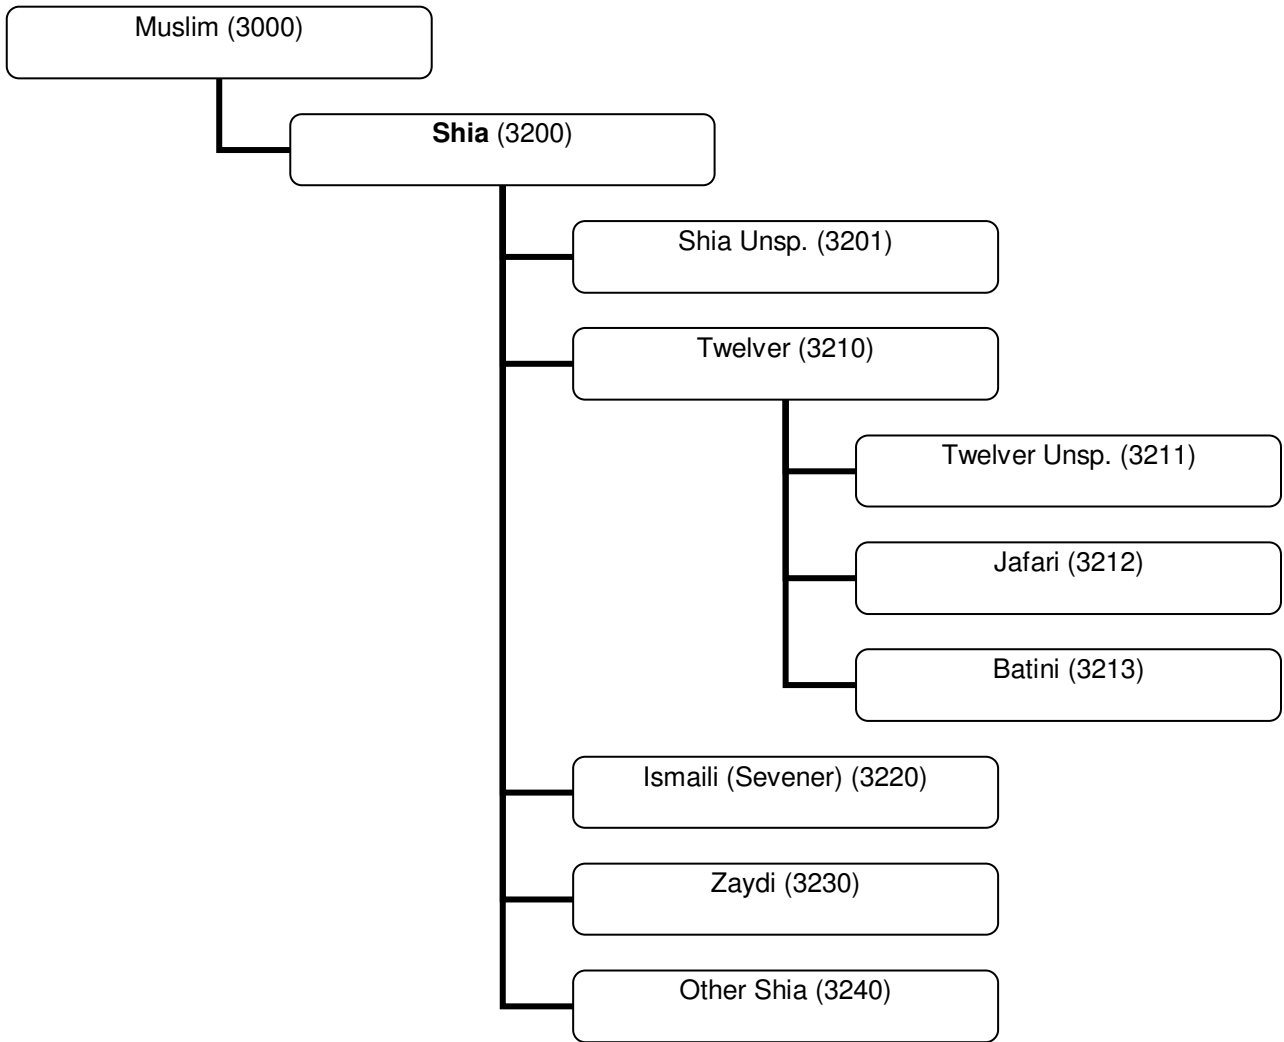 Muslim (3000)
Shia (3200)
Shia Unsp. (3201)
Twelver (3210)
Twelver Unsp. (3211)
Jafari (3212)
Batini (3213)
Ismaili (Sevener) (3220)
Zaydi (3230)
Other Shia (3240)